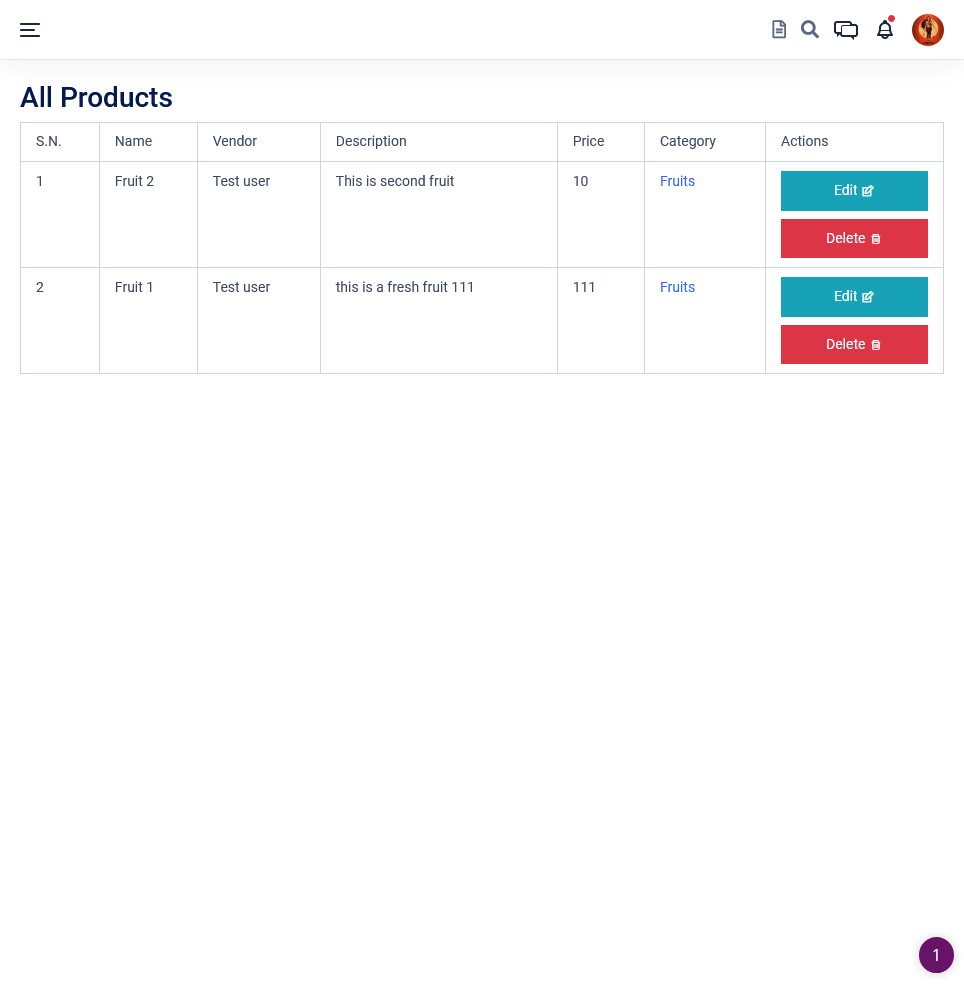 All Products
S.N. Name Vendor Description Price Category Actions
1 Fruit 2 Test user This is second fruit 10 Fruits Edit
Delete
2 Fruit 1 Test user this is a fresh fruit 111 111 Fruits Edit
Delete
1